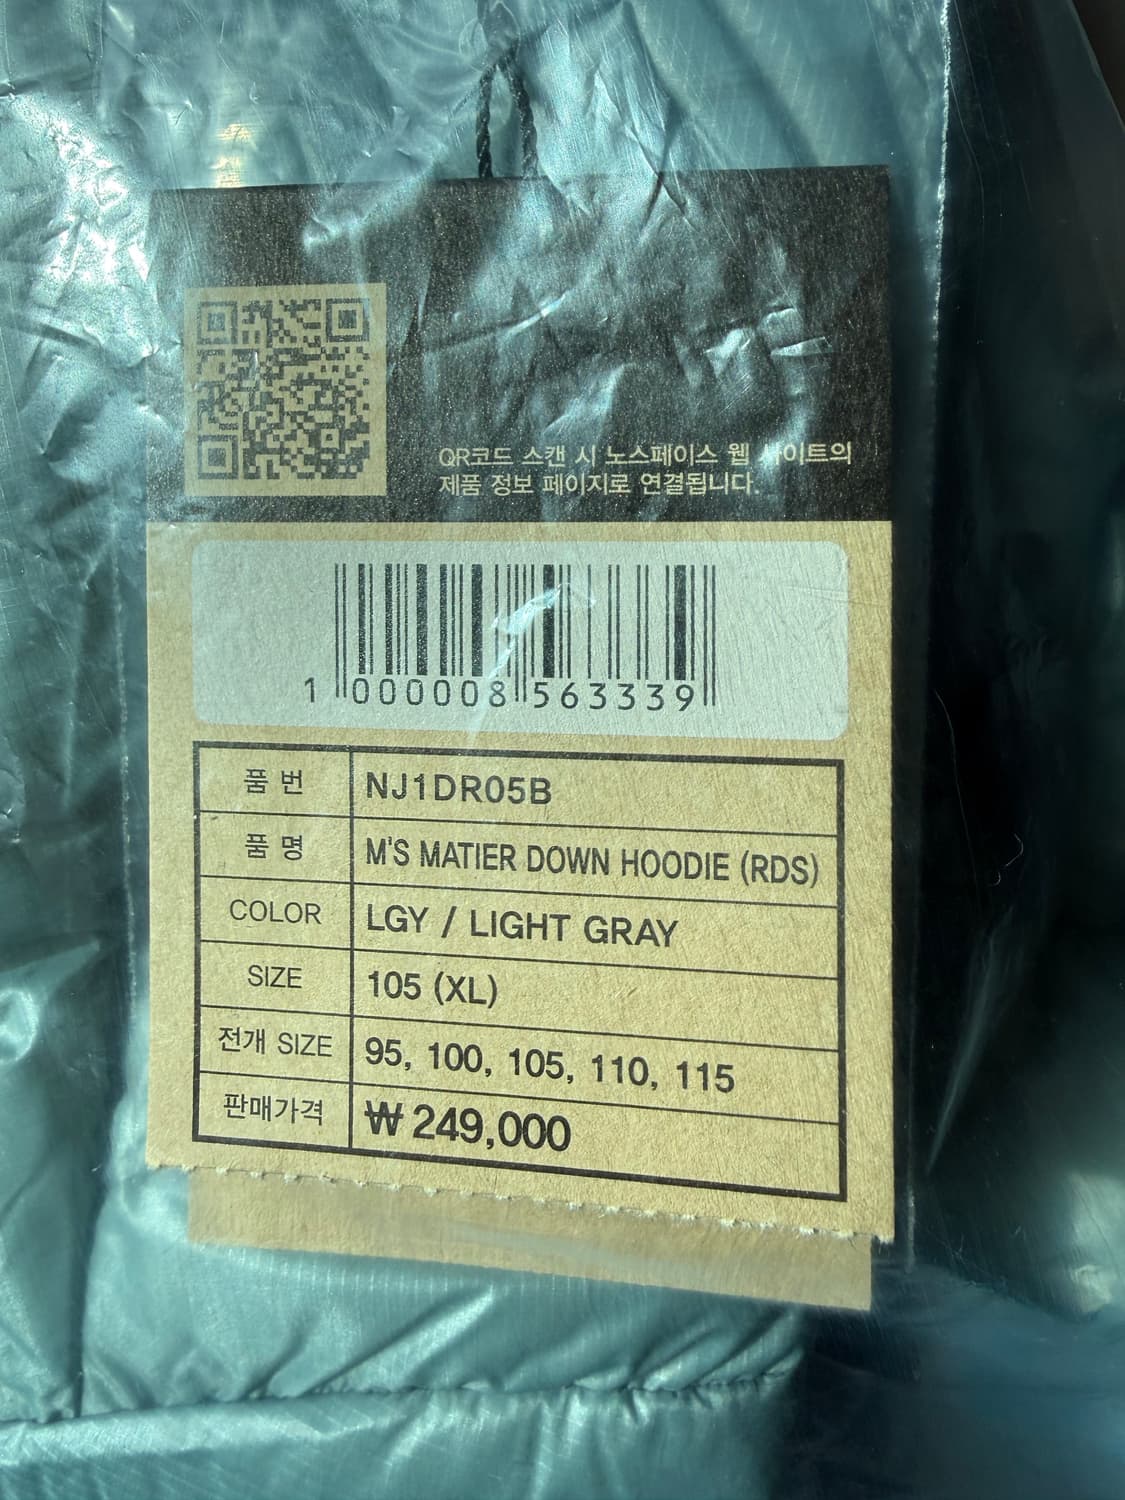 QR코드 스캔 시 노스페이스 웹 사이트의
제품 정보 페이지로 연결됩니다.
1 000008 563339
품 번 NJ1DR05B
품 명 M'S MATIER DOWN HOODIE (RDS)
COLOR LGY / LIGHT GRAY
SIZE 105 (XL)
전개 SIZE 95, 100, 105, 110, 115
판매가격 ₩ 249,000